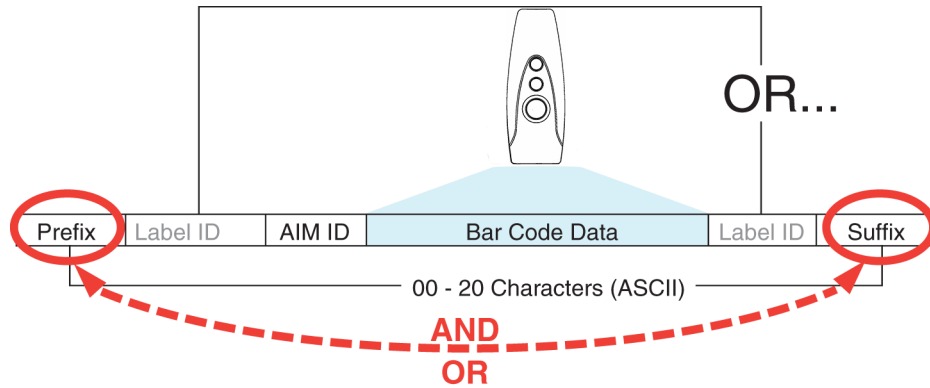 OR...
Prefix Label ID AIM ID Bar Code Data Label ID Suffix
00 - 20 Characters (ASCII)
AND
OR